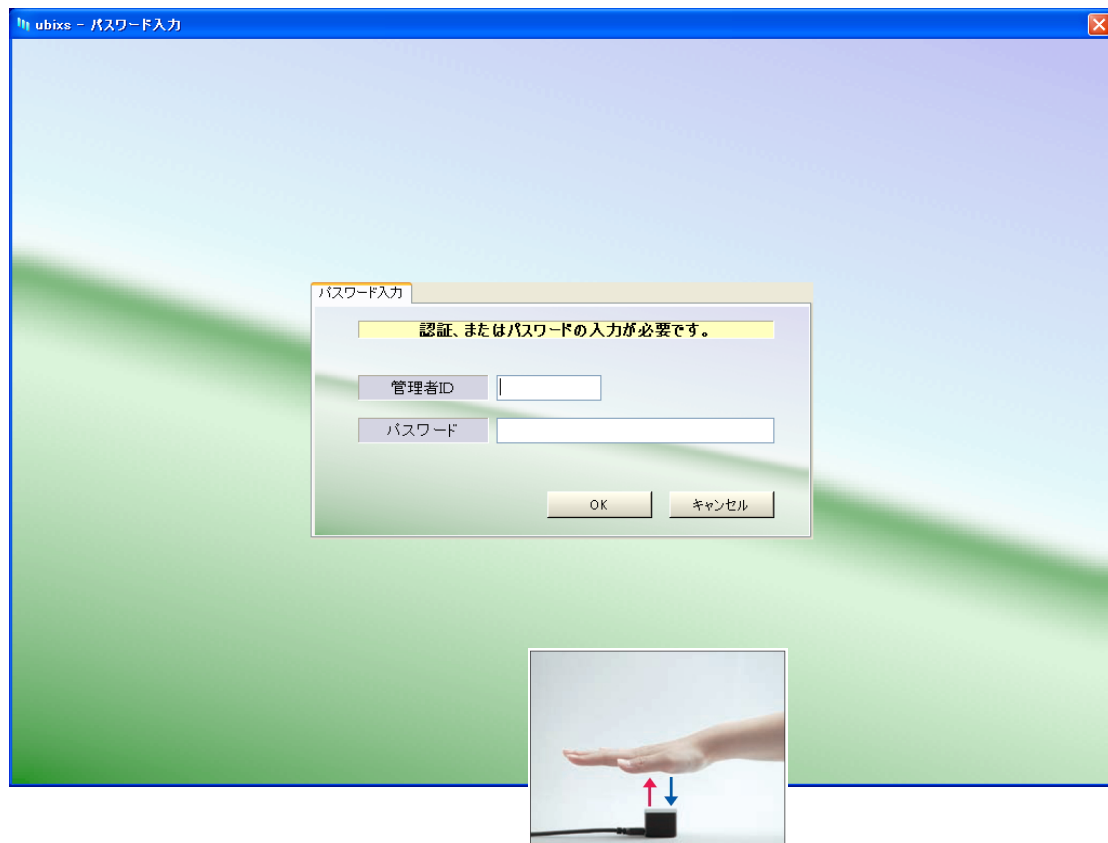 ubixs - パスワード入力
パスワード入力
認証、またはパスワードの入力が必要です。
管理者ID
パスワード
OK キャンセル